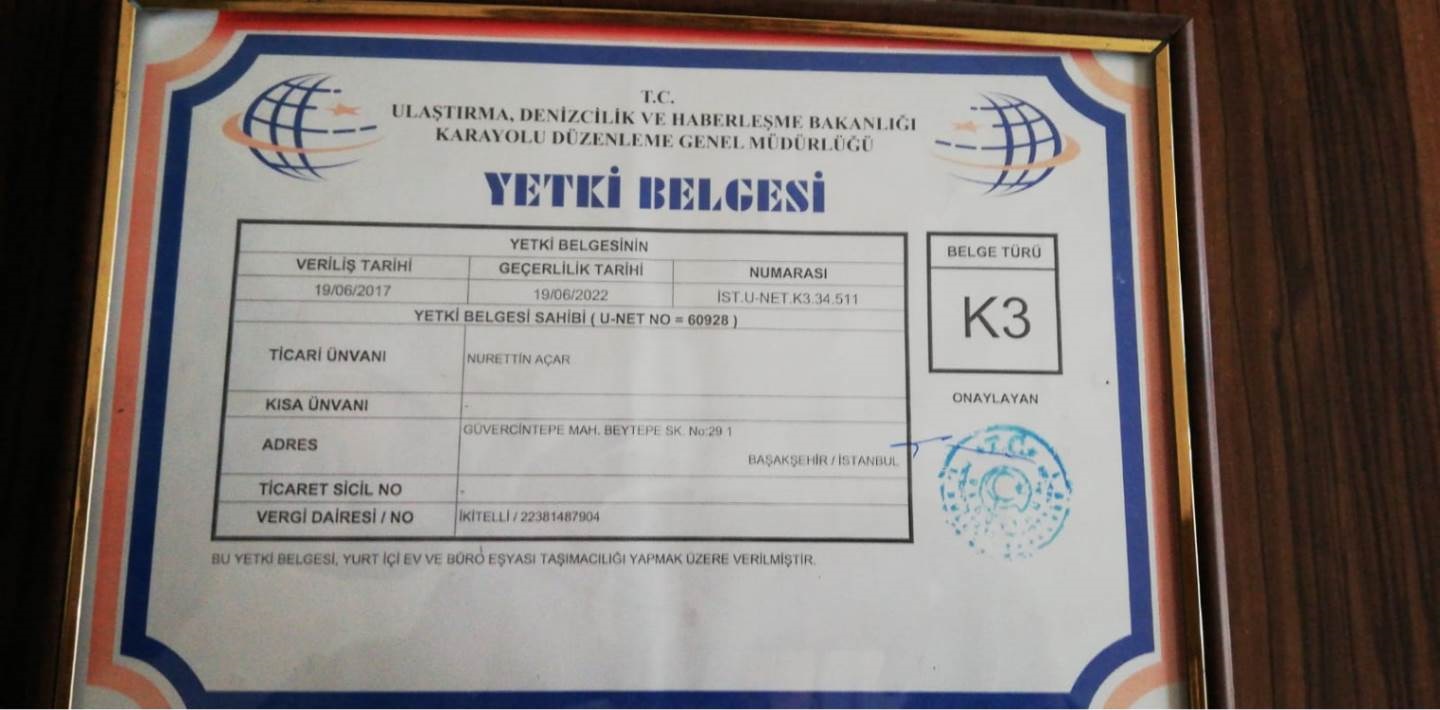 T.C.
ULAŞTIRMA, DENİZCİLİK VE HABERLEŞME BAKANLIĞI
KARAYOLU DÜZENLEME GENEL MÜDÜRLÜĞÜ
YETKİ BELGESİ
YETKİ BELGESİNİN
VERİLİŞ TARİHİ GEÇERLİLİK TARİHİ NUMARASI
19/06/2017 19/06/2022 İST.U-NET.K3.34.511
YETKİ BELGESİ SAHİBİ ( U-NET NO = 60928 )
TİCARİ ÜNVANI NURETTİN AÇAR
KISA ÜNVANI -
ADRES GÜVERCİNTEPE MAH. BEYTEPE SK. No:29 1
BAŞAKŞEHİR / İSTANBUL
TİCARET SİCİL NO -
VERGİ DAİRESİ / NO İKİTELLİ / 22381487904
BU YETKİ BELGESİ, YURT İÇİ EV VE BÜRO EŞYASI TAŞIMACILIĞI YAPMAK ÜZERE VERİLMİŞTİR.
BELGE TÜRÜ
K3
ONAYLAYAN
T.C.